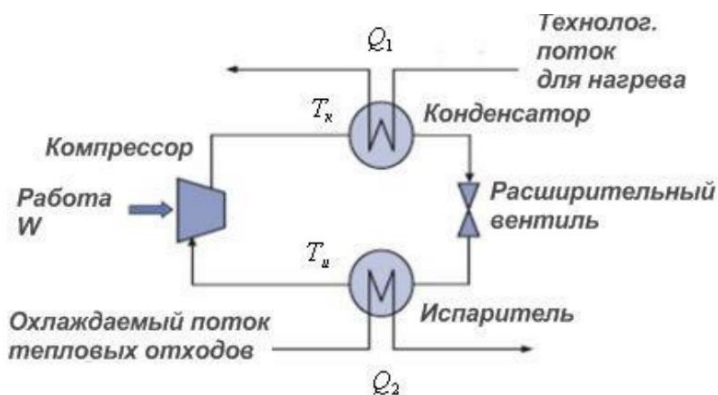 Q₁
Технолог.
поток
для нагрева
Tк
Конденсатор
Компрессор
Работа
W
Расширительный
вентиль
Tи
Испаритель
Охлаждаемый поток
тепловых отходов
Q₂